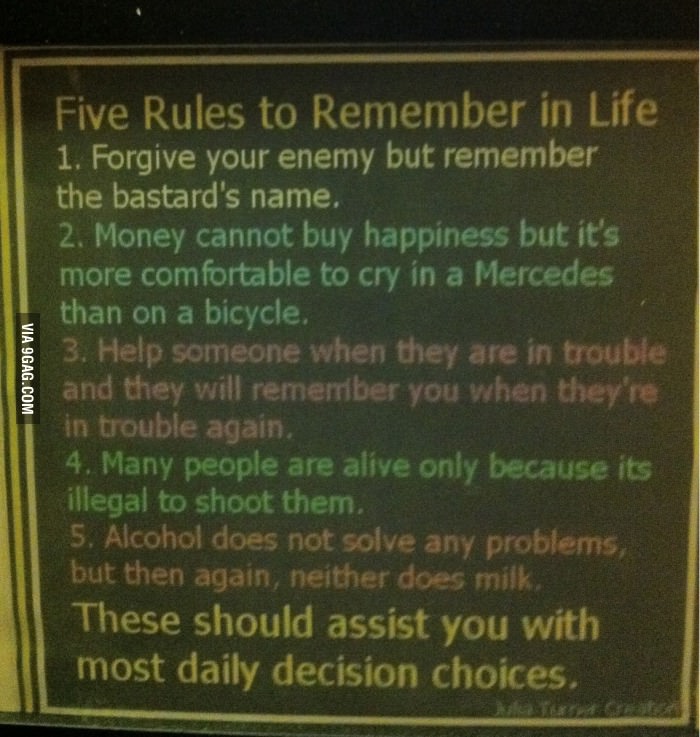 Five Rules to Remember in Life
1. Forgive your enemy but remember
the bastard's name.
2. Money cannot buy happiness but it's
more comfortable to cry in a Mercedes
than on a bicycle.
3. Help someone when they are in trouble
and they will remember you when they're
in trouble again.
4. Many people are alive only because its
illegal to shoot them.
5. Alcohol does not solve any problems,
but then again, neither does milk.
These should assist you with
most daily decision choices.
Julia Turner Creation
VIA 9GAG.COM